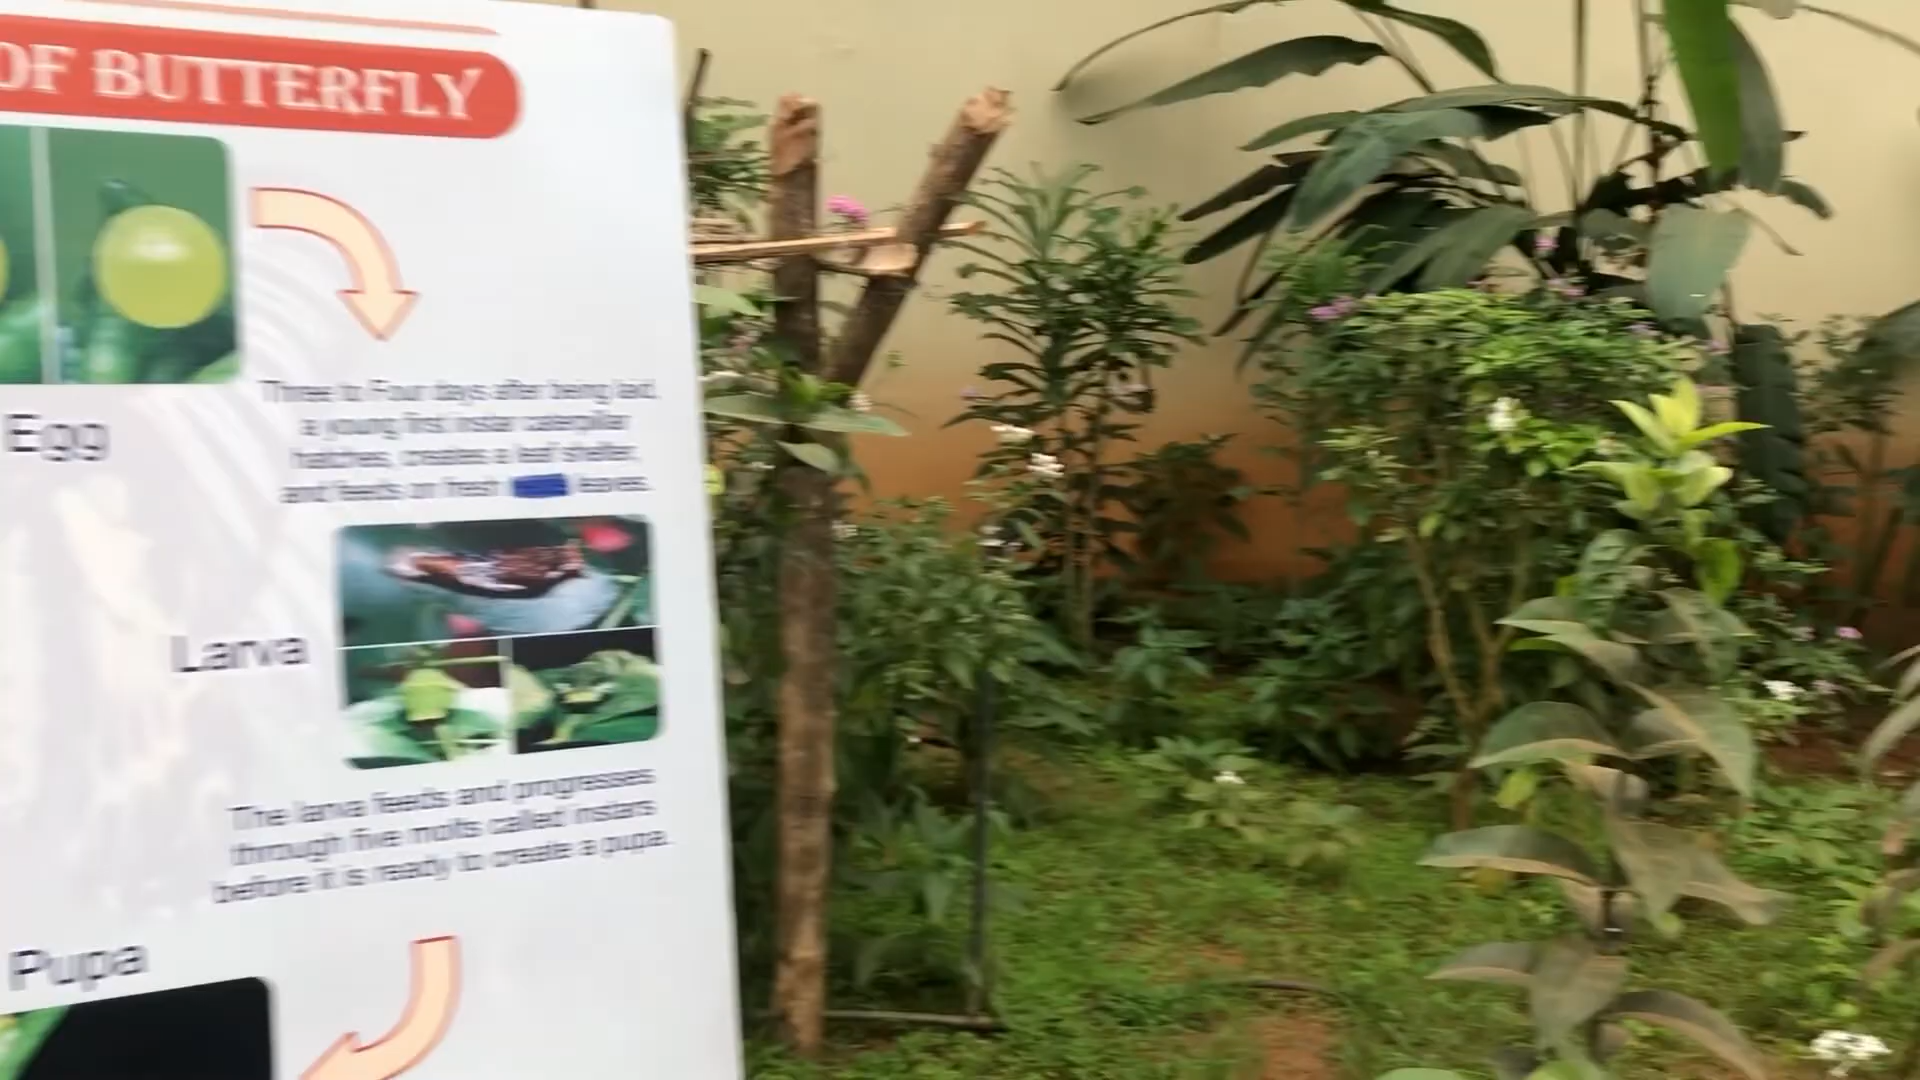 OF BUTTERFLY
Egg
Three to Four days after being laid,
a young first instar caterpillar
hatches, creates a leaf shelter,
and feeds on fresh leaves.
Larva
The larva feeds and progresses
through five molts called instars
before it is ready to create a pupa.
Pupa